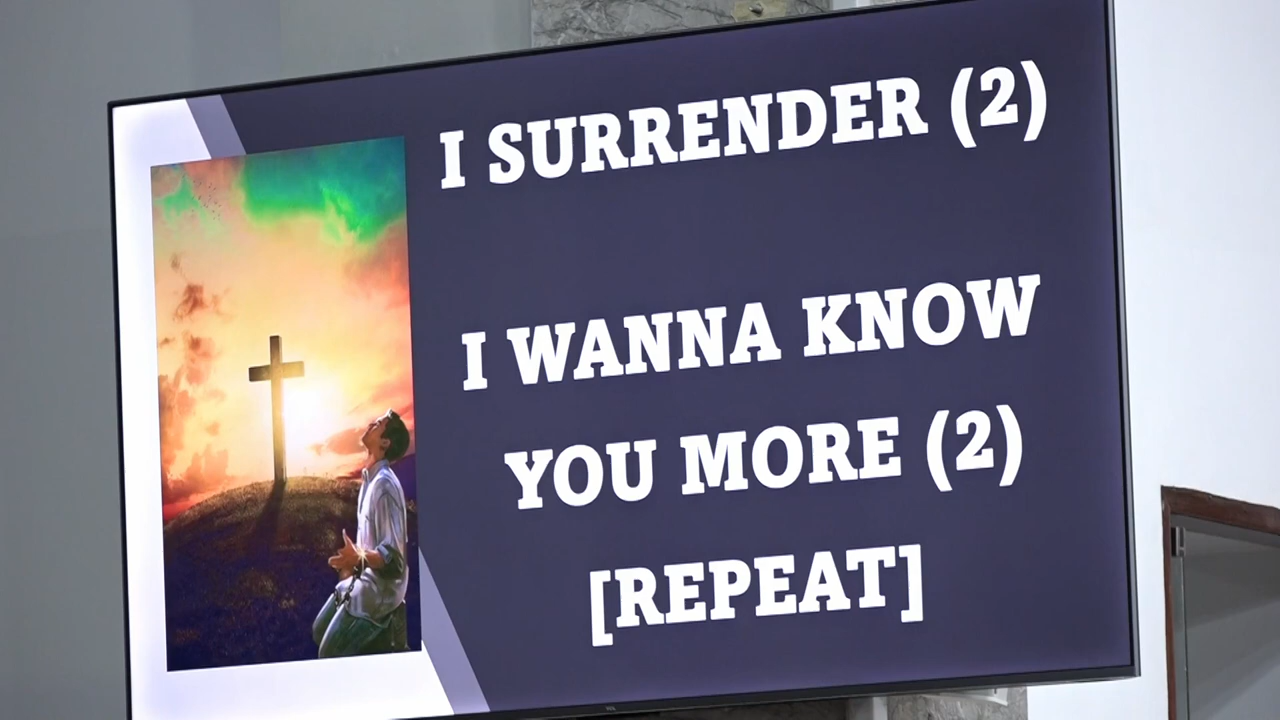 I SURRENDER (2)
I WANNA KNOW
YOU MORE (2)
[REPEAT]